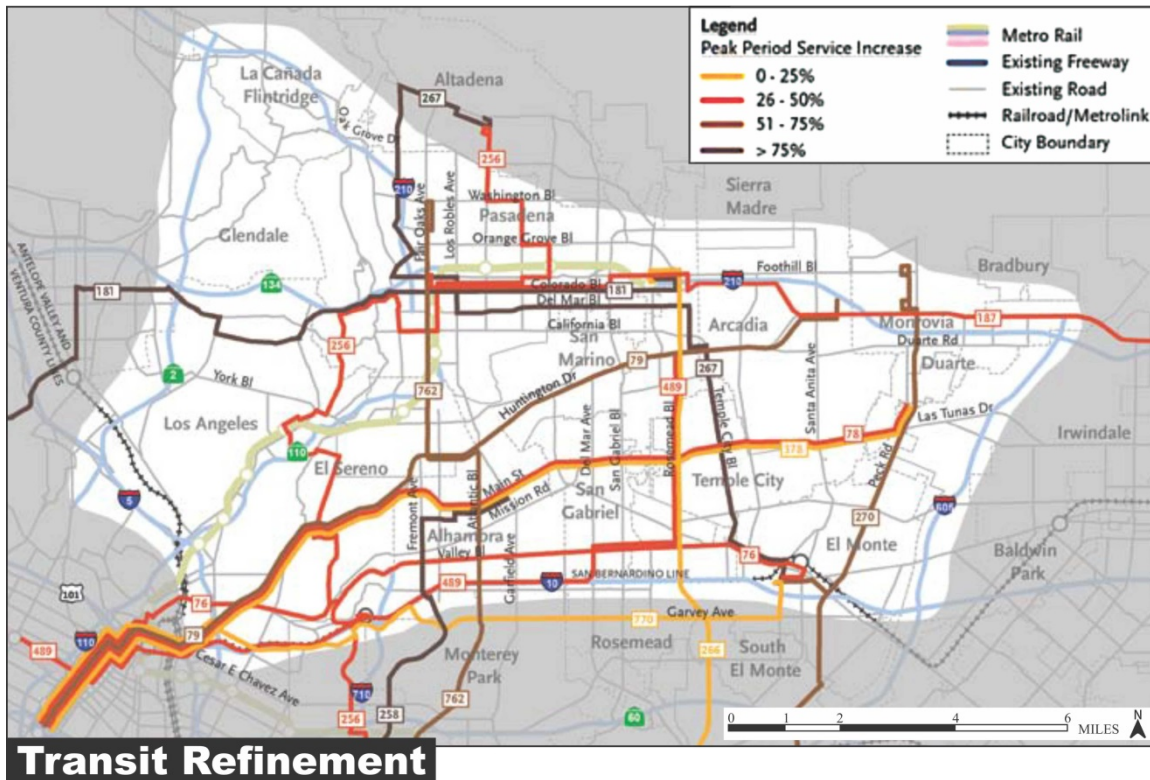 Legend
Peak Period Service Increase
0 - 25%
26 - 50%
51 - 75%
> 75%
Metro Rail
Existing Freeway
Existing Road
Railroad/Metrolink
City Boundary
La Cañada
Flintridge
Altadena
267
Oak Grove Dr
256
210
Sierra
Madre
Washington Bl
Pasadena
Fair Oaks Ave
Los Robles Ave
Glendale
Orange Grove Bl
ANTELOPE VALLEY AND
VENTURA COUNTY LINES
134
Foothill Bl
210
Bradbury
181
Colorado Bl
181
Del Mar Bl
187
California Bl
Arcadia
Monrovia
256
San
Marino
79
Duarte Rd
Duarte
2
York Bl
762
Huntington Dr
267
489
Santa Anita Ave
Los Angeles
Las Tunas Dr
110
Del Mar Ave
San Gabriel Bl
Rosemead Bl
Temple City Bl
78
378
Irwindale
El Sereno
Main St
Mission Rd
Temple City
Peck Rd
5
Fremont Ave
Atlantic Bl
San
Gabriel
605
270
Alhambra
El Monte
Valley Bl
Garfield Ave
76
Baldwin
Park
489
10
SAN BERNARDINO LINE
101
76
Garvey Ave
770
110
79
Rosemead
South
El Monte
489
266
Cesar E Chavez Ave
Monterey
Park
710
762
256
258
60
0 1 2 4 6
MILES
N
Transit Refinement